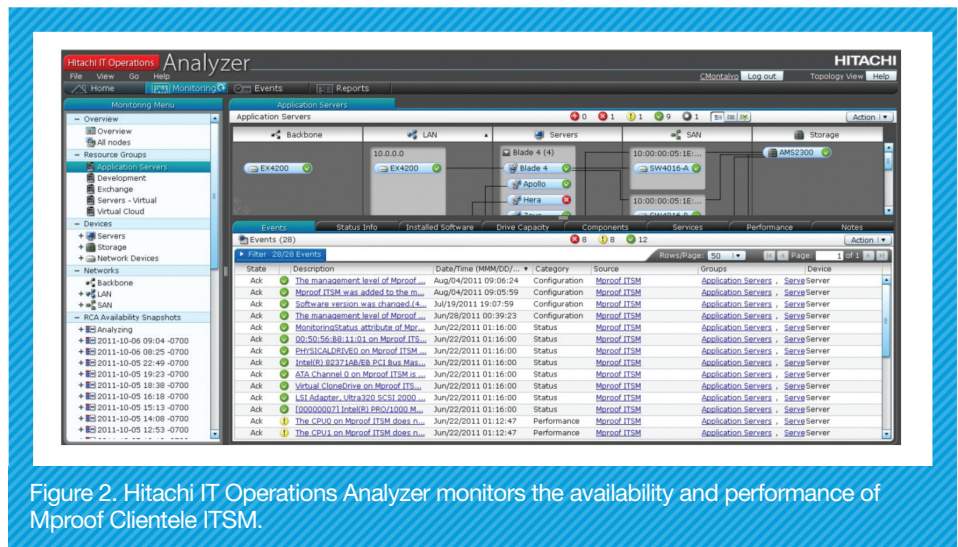 Hitachi IT Operations Analyzer
HITACHI
File View Go Help
CMontalvo Log out Topology View Help
Home Monitoring Events Reports
Monitoring Menu
Application Servers
Overview
Overview
All nodes
Resource Groups
Application Servers
Development
Exchange
Servers - Virtual
Virtual Cloud
Devices
Servers
Storage
Network Devices
Networks
Backbone
LAN
SAN
RCA Availability Snapshots
Analyzing
2011-10-06 09:04 -0700
2011-10-06 08:25 -0700
2011-10-05 22:49 -0700
2011-10-05 19:23 -0700
2011-10-05 18:38 -0700
2011-10-05 16:18 -0700
2011-10-05 15:13 -0700
2011-10-05 14:08 -0700
2011-10-05 12:53 -0700
Application Servers 0 1 1 9 1 Action
Backbone LAN Servers SAN Storage
EX4200
10.0.0.0
EX4200
Blade 4 (4)
Blade 4
Apollo
Hera
10:00:00:05:1E:...
SW4016-A
10:00:00:05:1E:...
AMS2300
Events Status Info Installed Software Drive Capacity Components Services Performance Notes
Events (28) 8 8 12 Action
Filter 28/28 Events Rows/Page: 50 Page: 1 of 1
State Description Date/Time (MMM/DD/... Category Source Groups Device
Ack The management level of Mproof ... Aug/04/2011 09:06:24 Configuration Mproof ITSM Application Servers , Serve Server
Ack Mproof ITSM was added to the m... Aug/04/2011 09:05:59 Configuration Mproof ITSM Application Servers , Serve Server
Ack Software version was changed.(4... Jul/19/2011 19:07:59 Configuration Mproof ITSM Application Servers , Serve Server
Ack The management level of Mproof ... Jun/28/2011 00:39:23 Configuration Mproof ITSM Application Servers , Serve Server
Ack MonitoringStatus attribute of Mpr... Jun/22/2011 01:16:00 Status Mproof ITSM Application Servers , Serve Server
Ack 00:50:56:B8:11:01 on Mproof ITS... Jun/22/2011 01:16:00 Status Mproof ITSM Application Servers , Serve Server
Ack PHYSICALDRIVE0 on Mproof ITSM ... Jun/22/2011 01:16:00 Status Mproof ITSM Application Servers , Serve Server
Ack Intel(R) 82371AB/EB PCI Bus Mas... Jun/22/2011 01:16:00 Status Mproof ITSM Application Servers , Serve Server
Ack ATA Channel 0 on Mproof ITSM is ... Jun/22/2011 01:16:00 Status Mproof ITSM Application Servers , Serve Server
Ack Virtual CloneDrive on Mproof ITS... Jun/22/2011 01:16:00 Status Mproof ITSM Application Servers , Serve Server
Ack LSI Adapter, Ultra320 SCSI 2000 ... Jun/22/2011 01:16:00 Status Mproof ITSM Application Servers , Serve Server
Ack [00000007] Intel(R) PRO/1000 M... Jun/22/2011 01:16:00 Status Mproof ITSM Application Servers , Serve Server
Ack The CPU0 on Mproof ITSM does n... Jun/22/2011 01:12:47 Performance Mproof ITSM Application Servers , Serve Server
Ack The CPU1 on Mproof ITSM does n... Jun/22/2011 01:12:47 Performance Mproof ITSM Application Servers , Serve Server
Figure 2. Hitachi IT Operations Analyzer monitors the availability and performance of
Mproof Clientele ITSM.